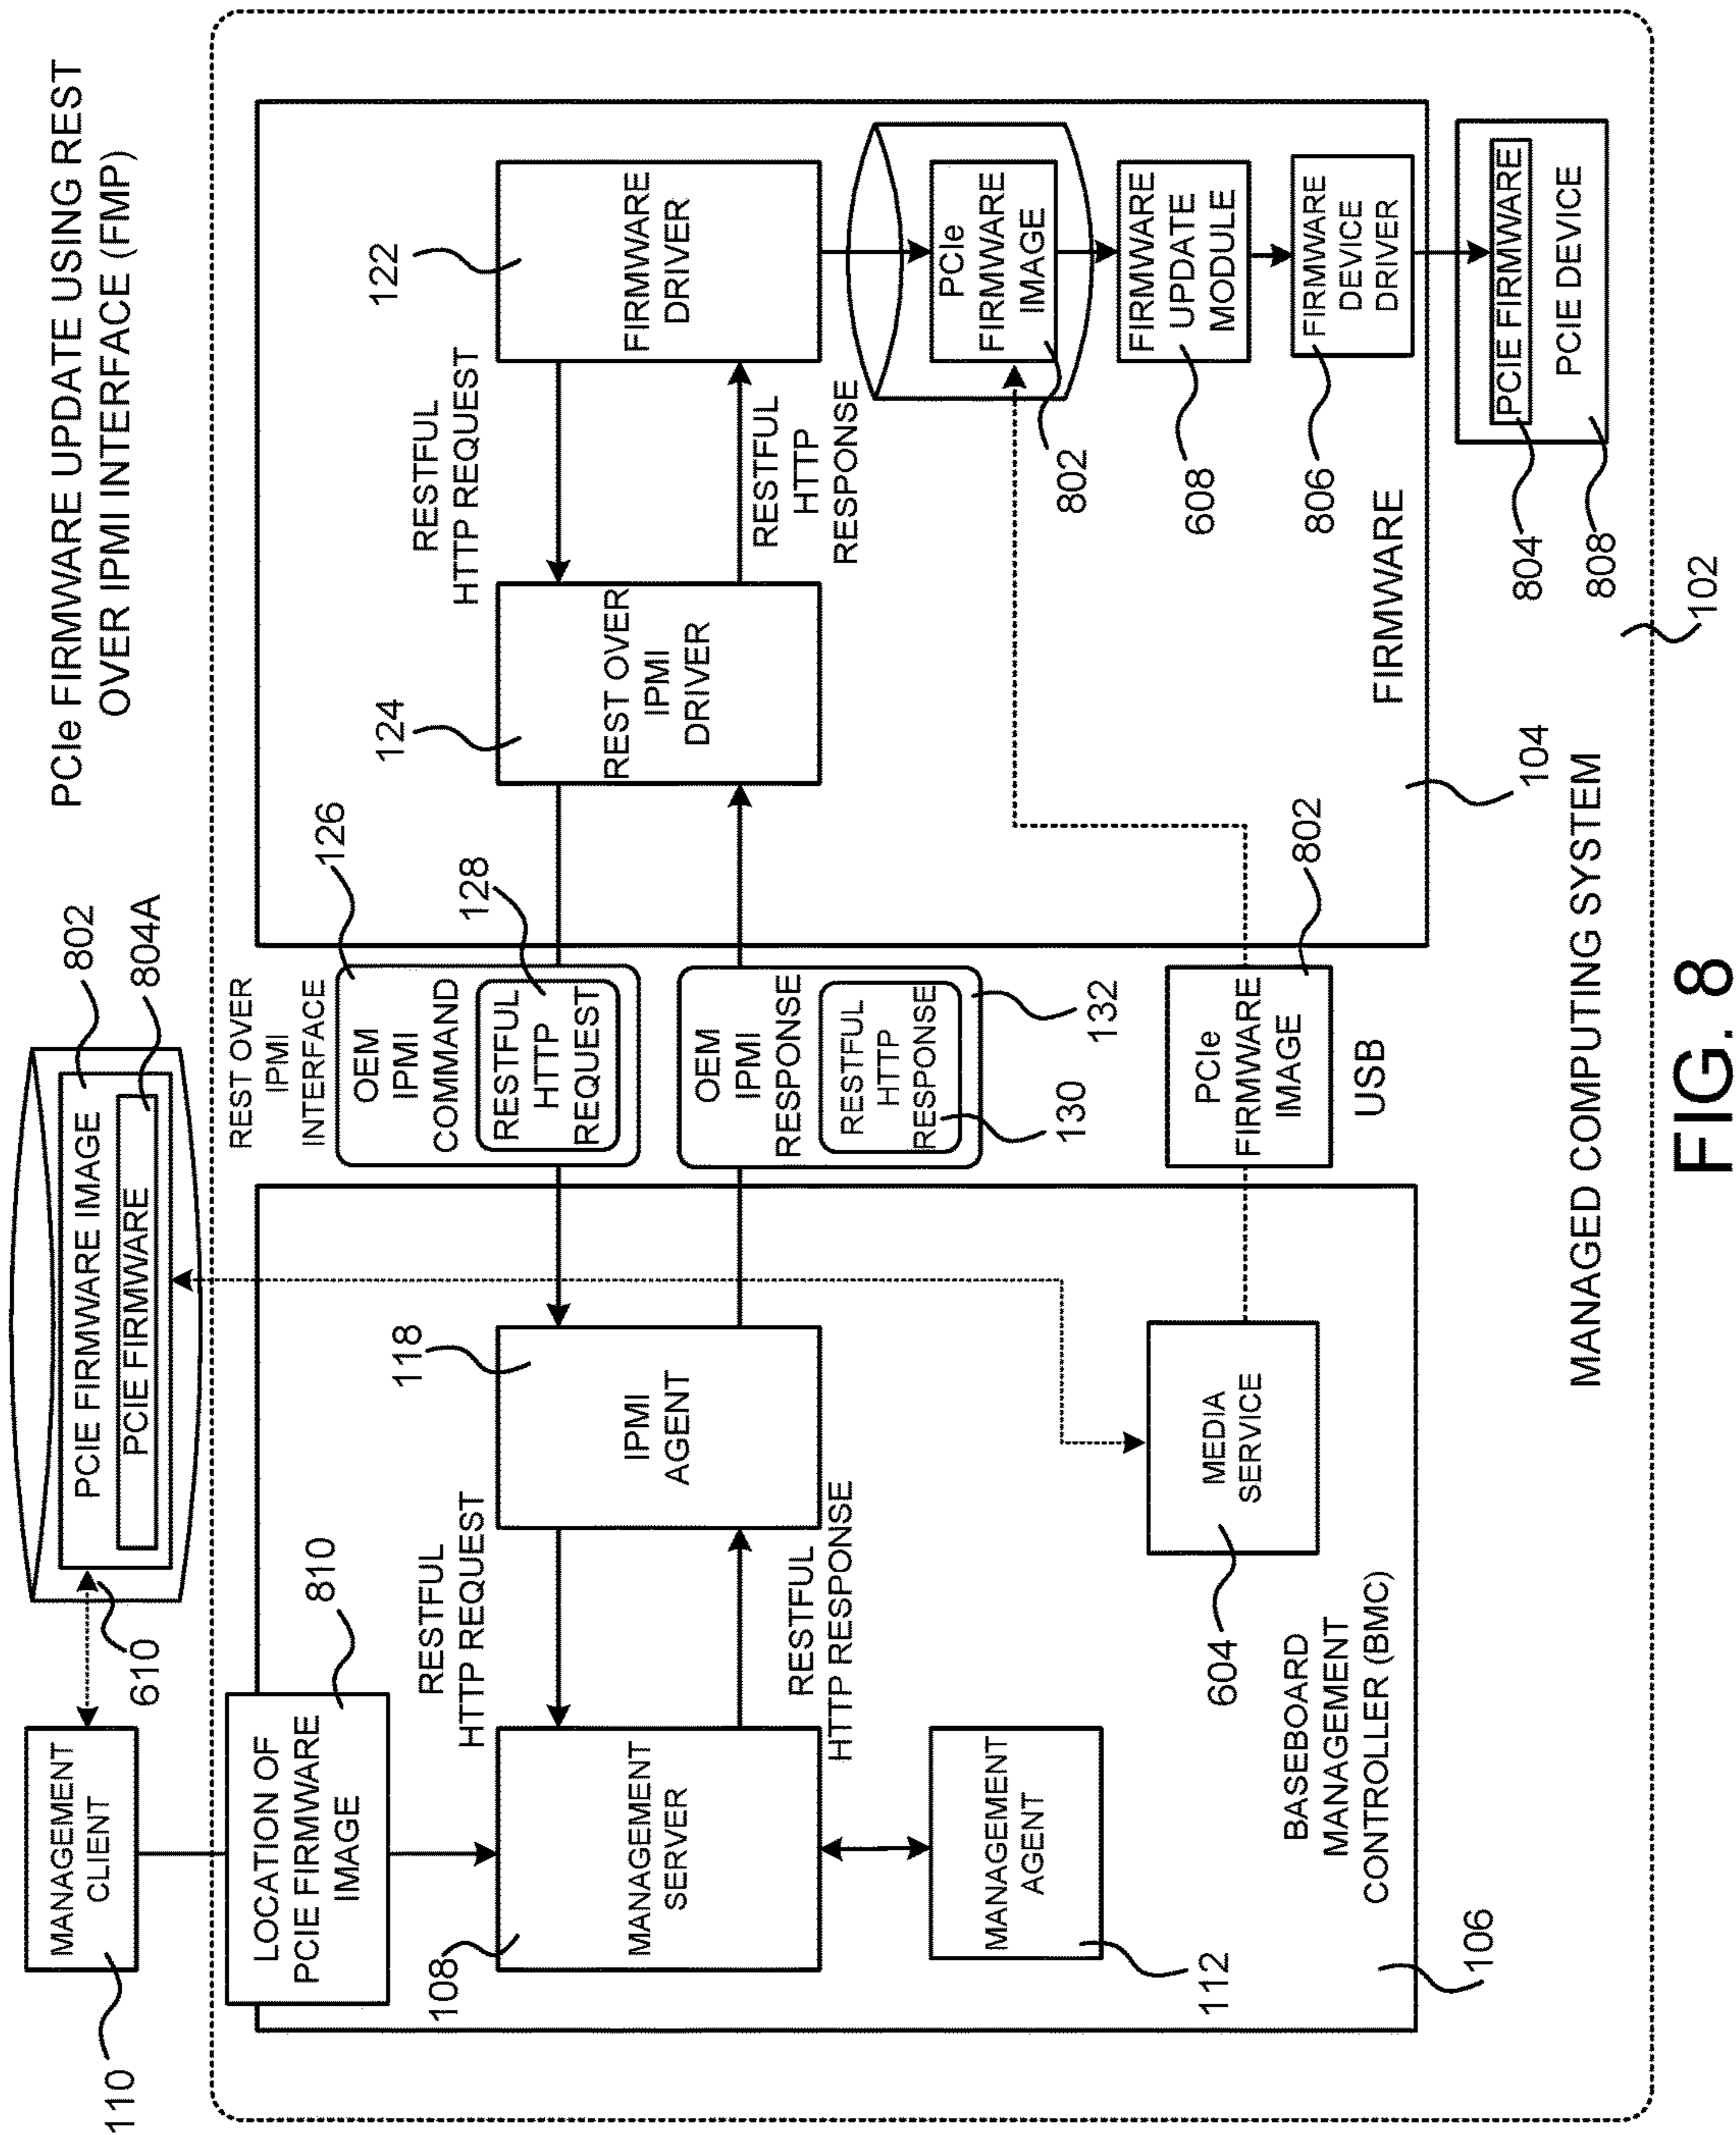 PCIe FIRMWARE UPDATE USING REST
OVER IPMI INTERFACE (FMP)
110
MANAGEMENT
CLIENT
610
PCIE FIRMWARE IMAGE
PCIE FIRMWARE
802
804A
LOCATION OF
PCIE FIRMWARE
IMAGE
810
REST OVER
IPMI
INTERFACE
126
OEM
IPMI
COMMAND
128
RESTFUL
HTTP
REQUEST
108
MANAGEMENT
SERVER
RESTFUL
HTTP REQUEST
RESTFUL
HTTP RESPONSE
118
IPMI
AGENT
OEM
IPMI
RESPONSE
RESTFUL
HTTP
RESPONSE
130
132
124
REST OVER
IPMI
DRIVER
RESTFUL
HTTP REQUEST
RESTFUL
HTTP
RESPONSE
122
FIRMWARE
DRIVER
MANAGEMENT
AGENT
112
604
MEDIA
SERVICE
PCIe
FIRMWARE
IMAGE
802
USB
PCIe
FIRMWARE
IMAGE
802
FIRMWARE
UPDATE
MODULE
608
FIRMWARE
DEVICE
DRIVER
806
BASEBOARD
MANAGEMENT
CONTROLLER (BMC)
106
FIRMWARE
104
PCIE FIRMWARE
804
PCIE DEVICE
808
MANAGED COMPUTING SYSTEM
102
FIG. 8